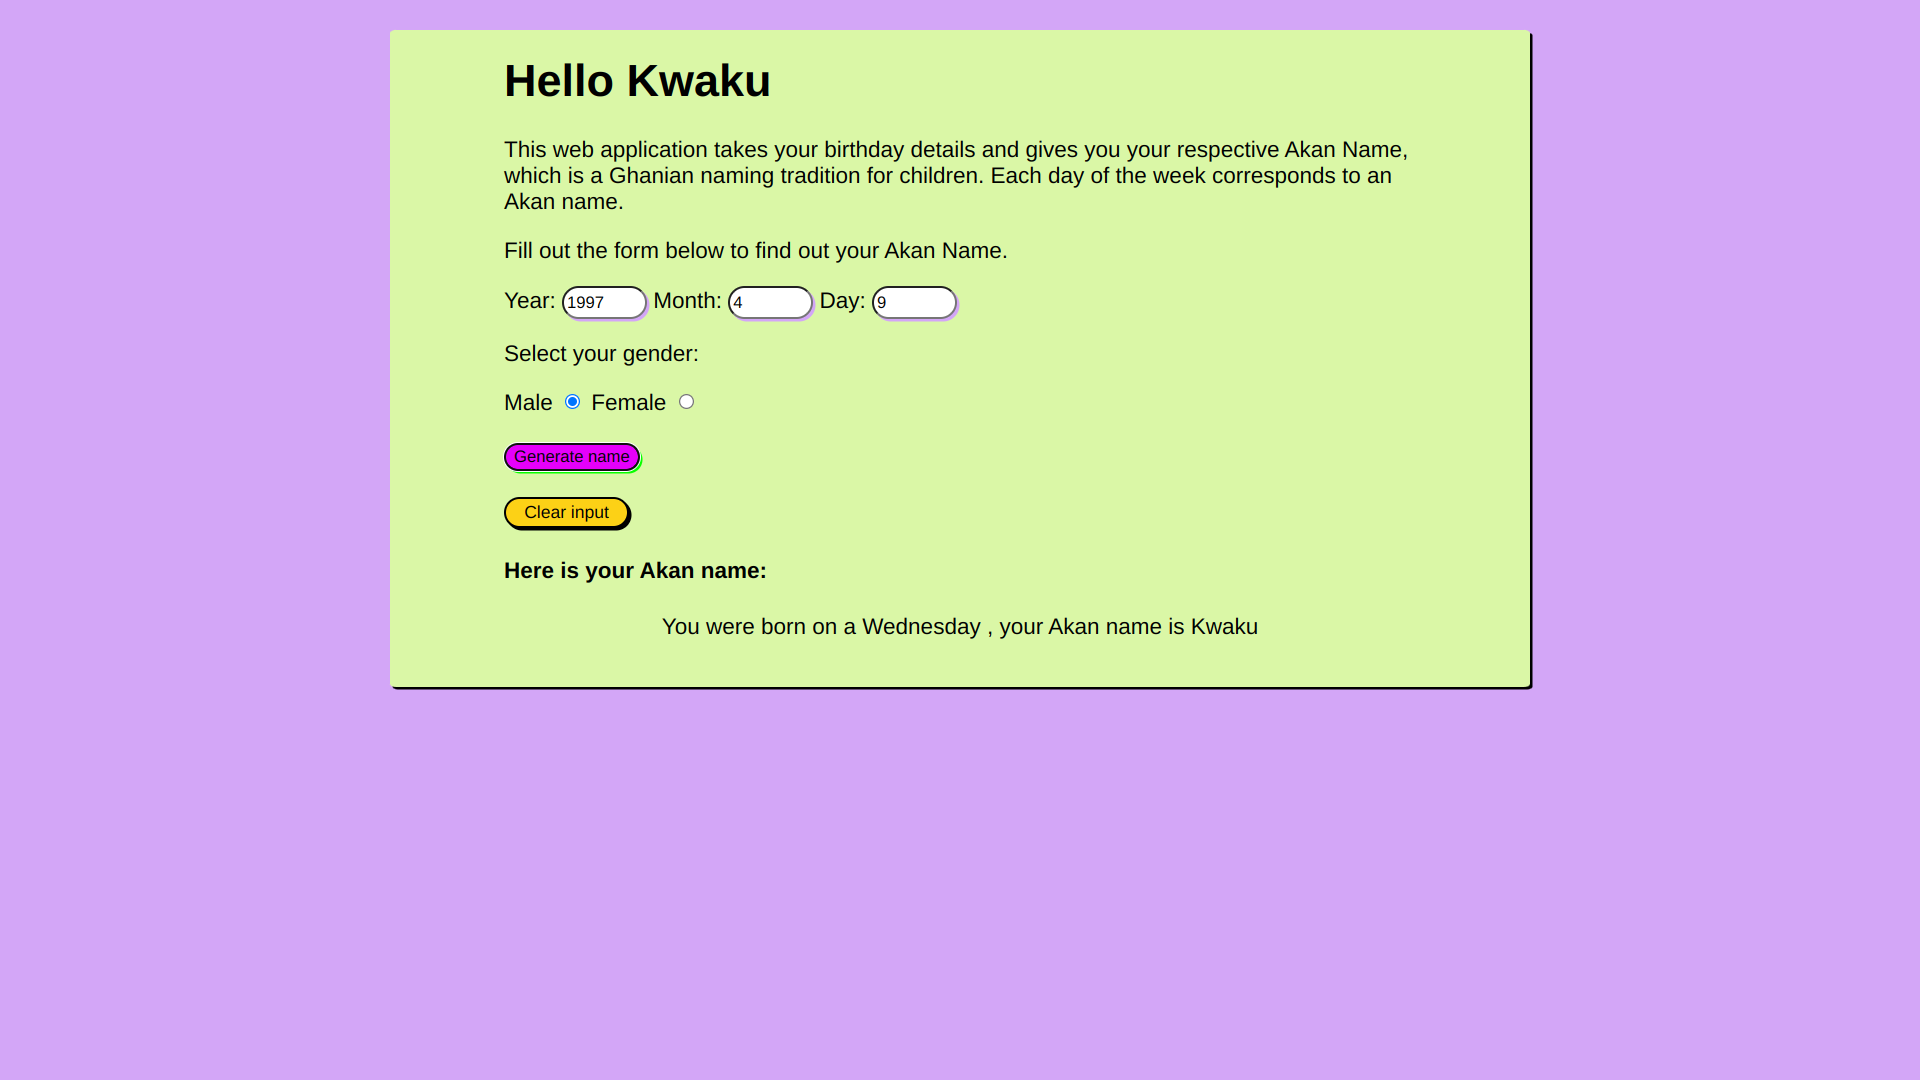 Hello Kwaku
This web application takes your birthday details and gives you your respective Akan Name,
which is a Ghanian naming tradition for children. Each day of the week corresponds to an
Akan name.
Fill out the form below to find out your Akan Name.
Year: 1997 Month: 4 Day: 9
Select your gender:
Male Female
Generate name
Clear input
Here is your Akan name:
You were born on a Wednesday , your Akan name is Kwaku